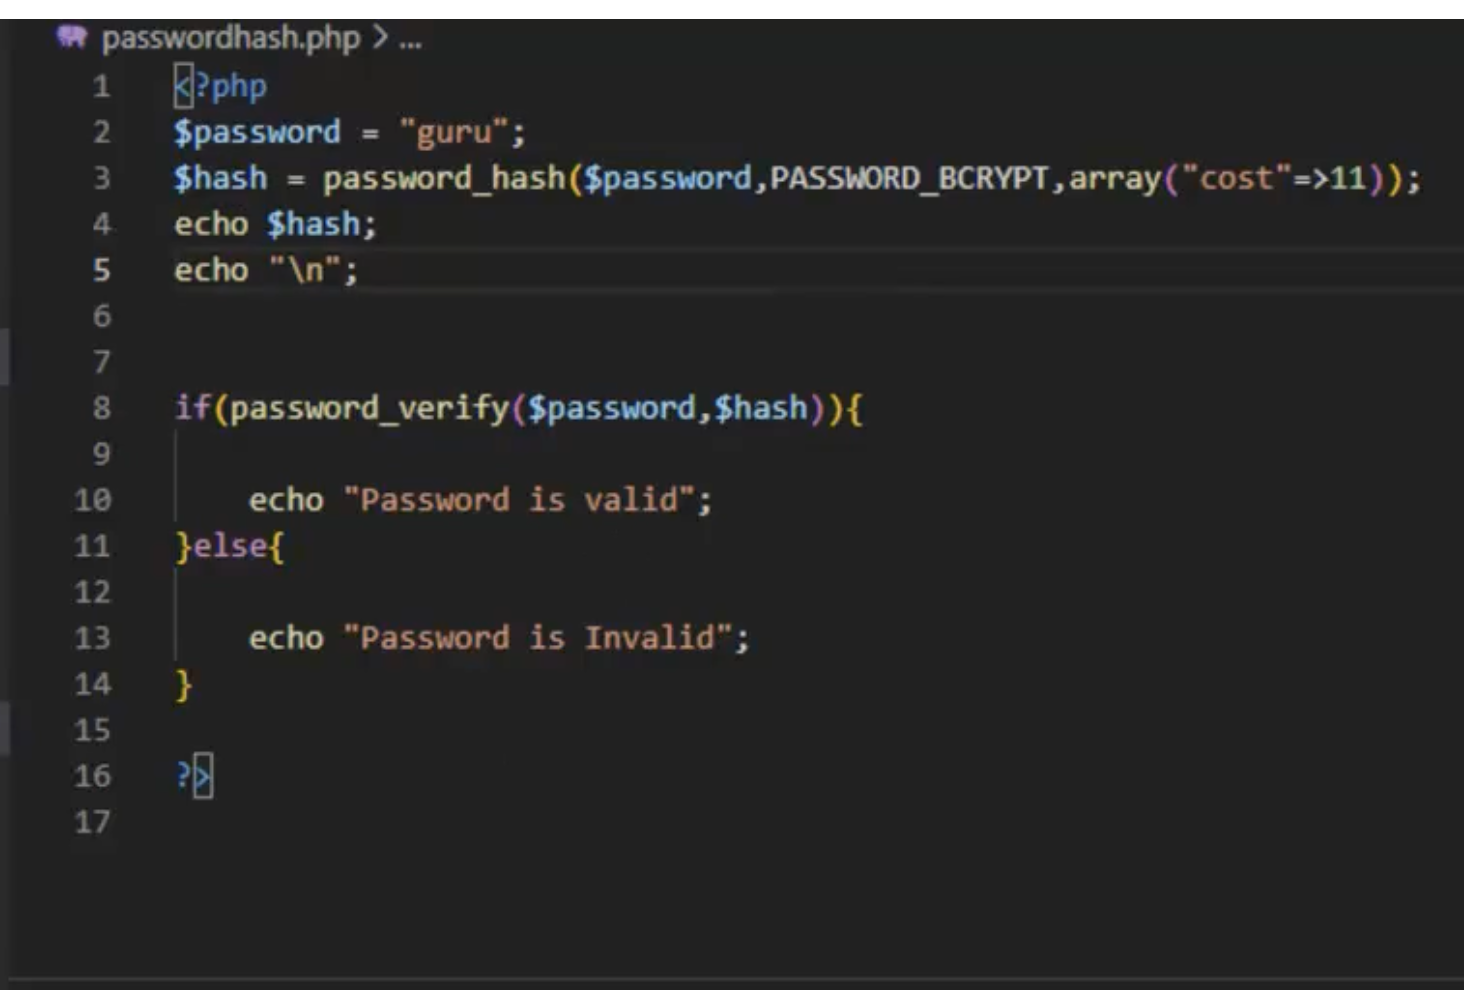 passwordhash.php > ...
1 <?php
2 $password = "guru";
3 $hash = password_hash($password,PASSWORD_BCRYPT,array("cost"=>11));
4 echo $hash;
5 echo "\n";
6
7
8 if(password_verify($password,$hash)){
9
10     echo "Password is valid";
11 }else{
12
13     echo "Password is Invalid";
14 }
15
16 ?>
17